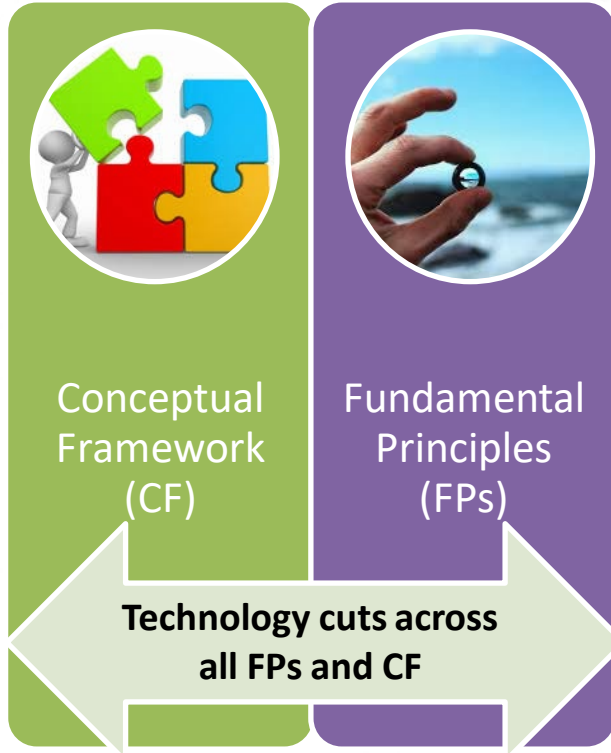 Conceptual
Framework
(CF)
Fundamental
Principles
(FPs)
Technology cuts across
all FPs and CF